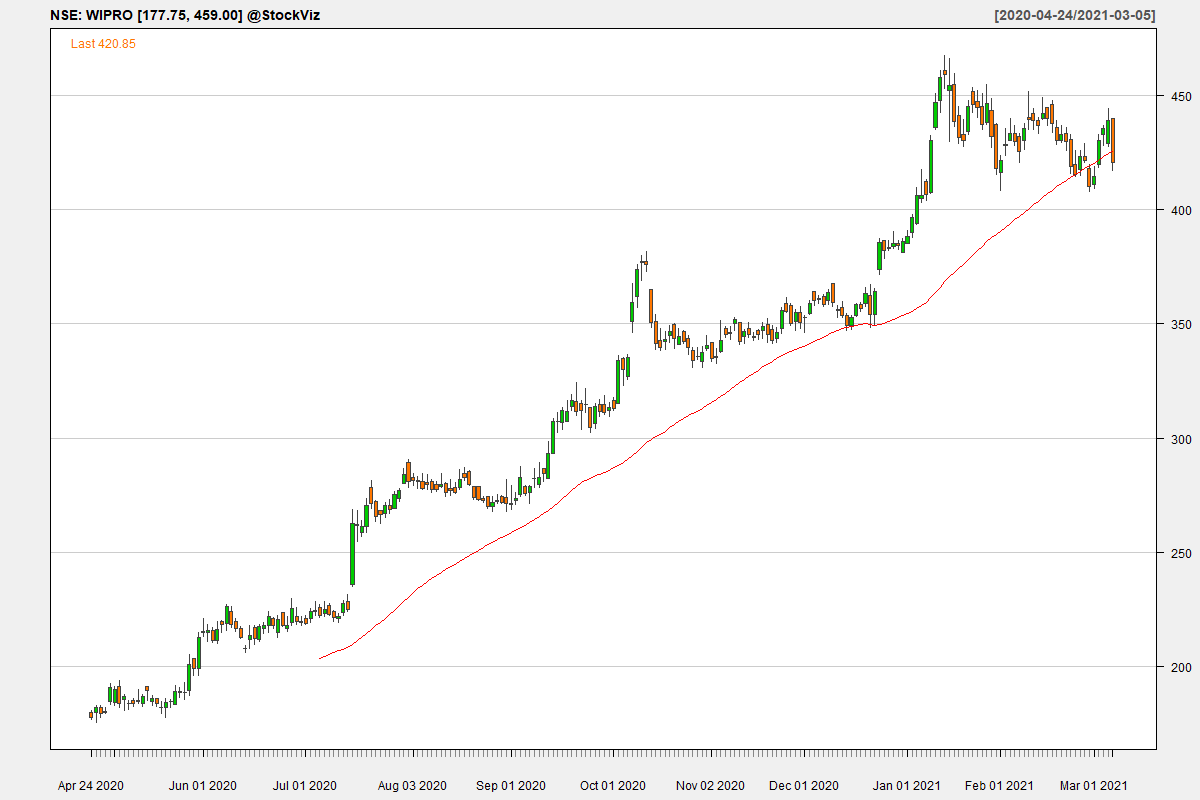 NSE: WIPRO [177.75, 459.00] @StockViz [2020-04-24/2021-03-05]
Last 420.85
450
400
350
300
250
200
Apr 24 2020 Jun 01 2020 Jul 01 2020 Aug 03 2020 Sep 01 2020 Oct 01 2020 Nov 02 2020 Dec 01 2020 Jan 01 2021 Feb 01 2021 Mar 01 2021